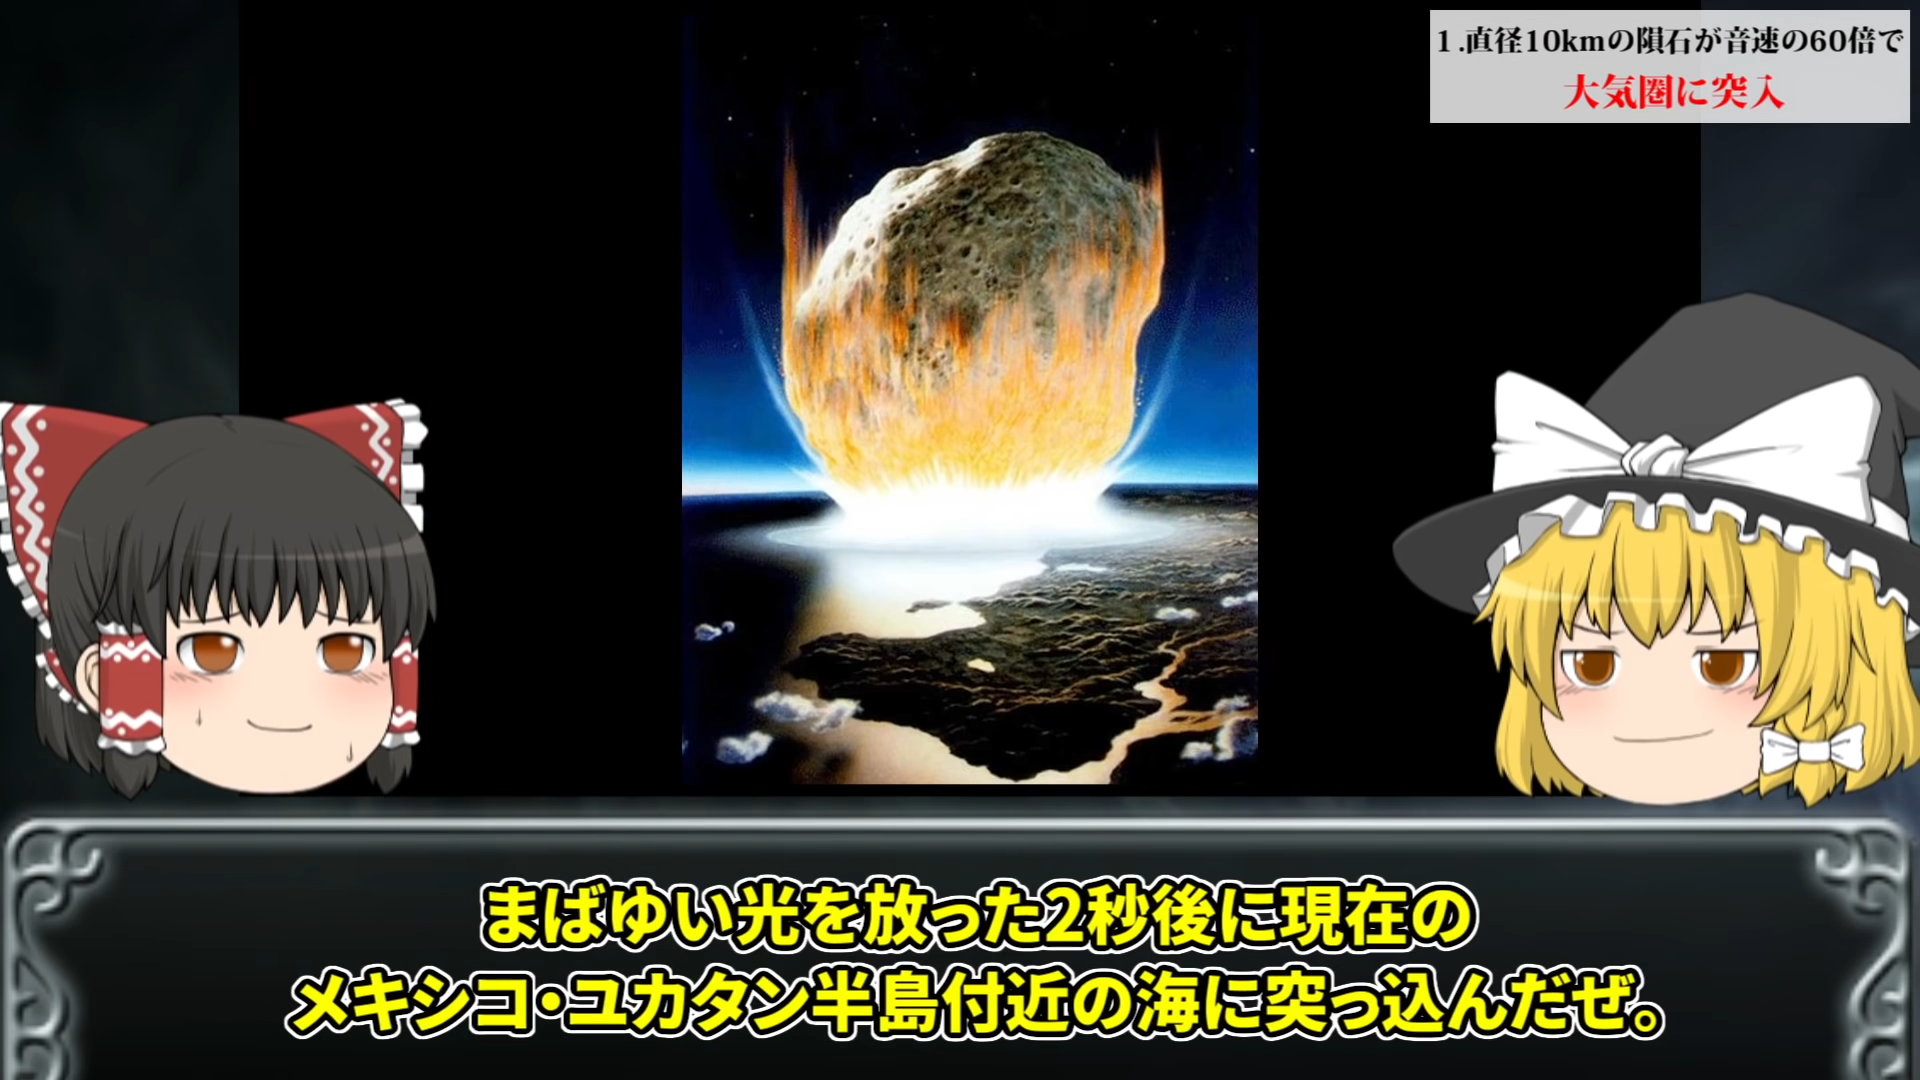 1.直径10kmの隕石が音速の60倍で
大気圏に突入
まばゆい光を放った2秒後に現在の
メキシコ・ユカタン半島付近の海に突っ込んだぜ。